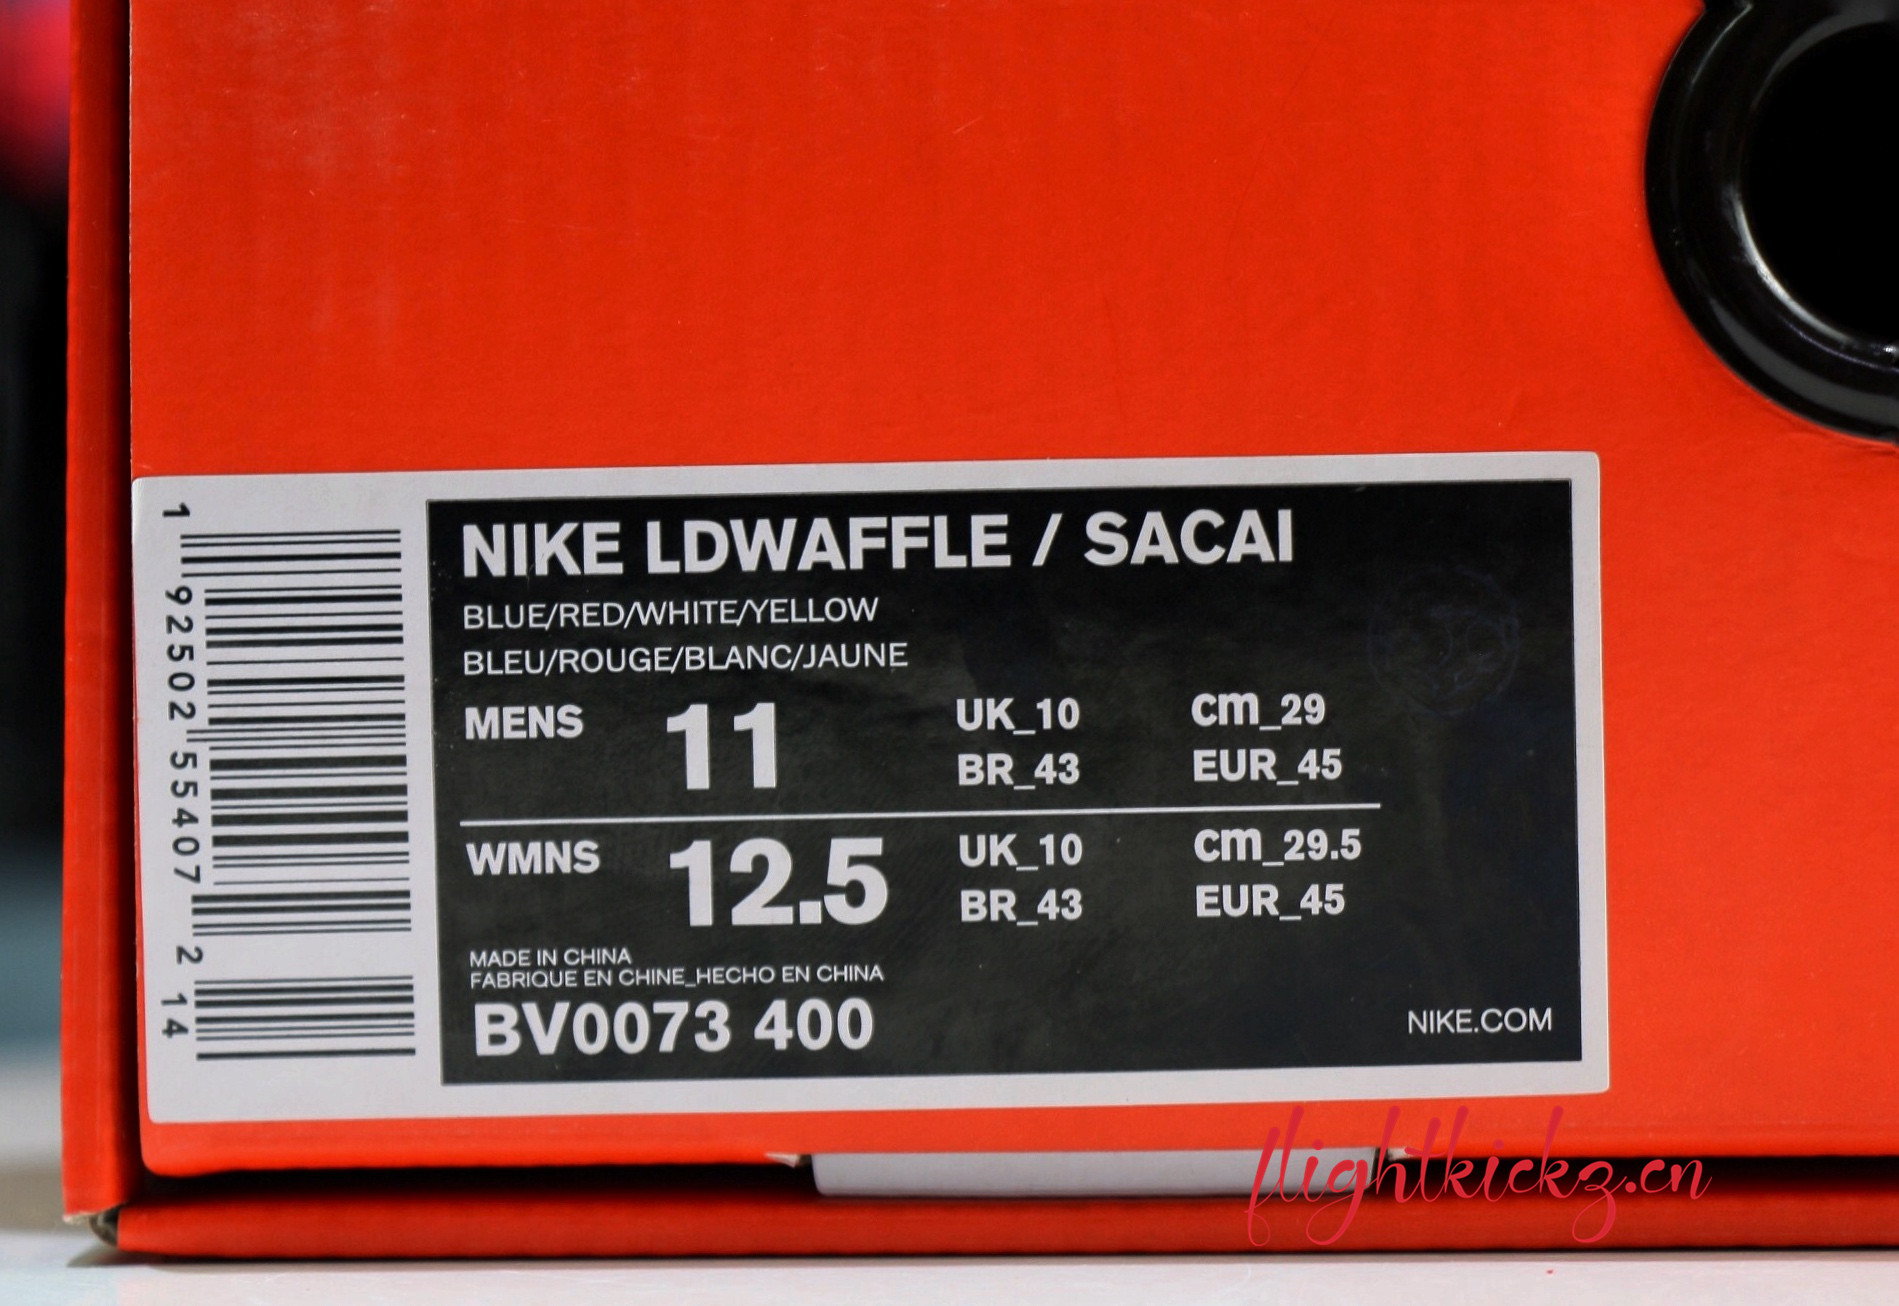 NIKE LDWAFFLE / SACAI
BLUE/RED/WHITE/YELLOW
BLEU/ROUGE/BLANC/JAUNE
MENS 11 UK_10 cm_29
BR_43 EUR_45
WMNS 12.5 UK_10 cm_29.5
BR_43 EUR_45
MADE IN CHINA
FABRIQUE EN CHINE_HECHO EN CHINA
BV0073 400
NIKE.COM
1 92502 55407 2 14
flightkickz.cn